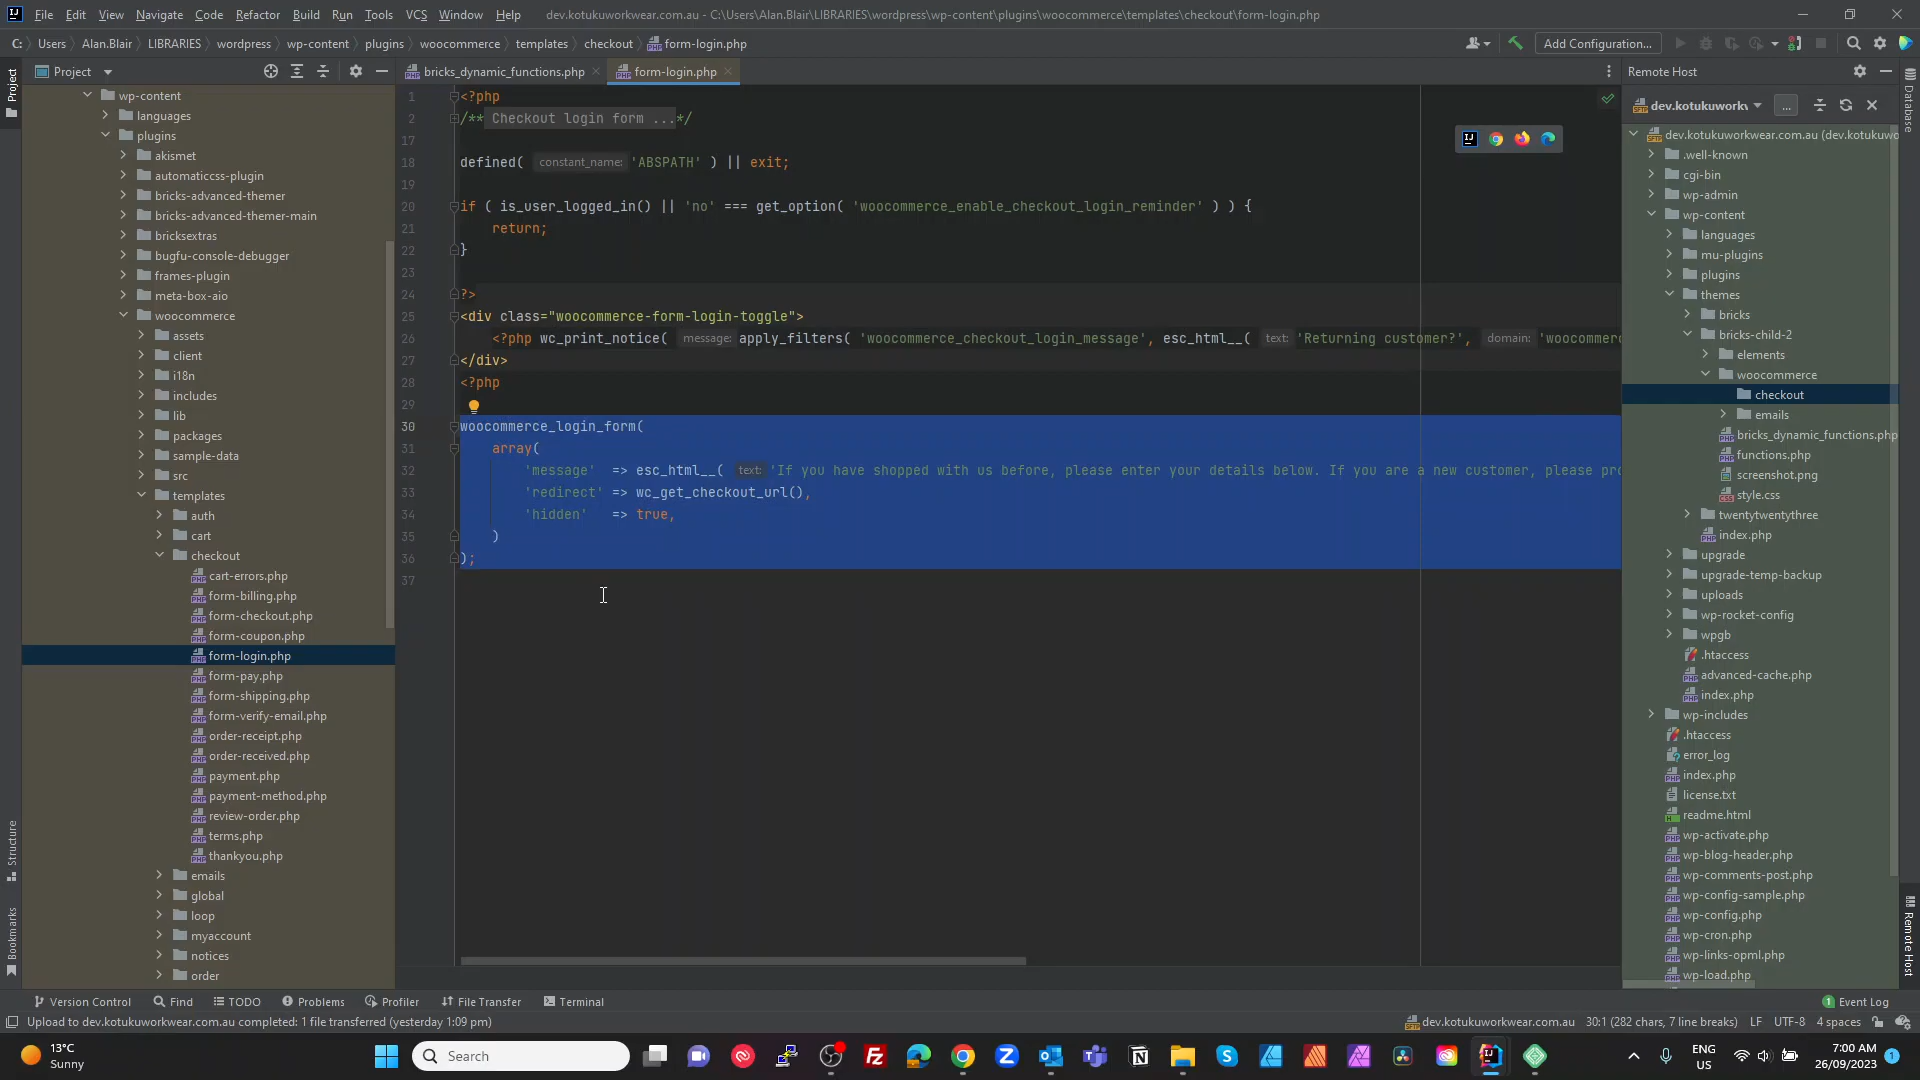 File Edit View Navigate Code Refactor Build Run Tools VCS Window Help dev.kotukuworkwear.com.au - C:\Users\Alan.Blair\LIBRARIES\wordpress\wp-content\plugins\woocommerce\templates\checkout\form-login.php
C: Users Alan.Blair LIBRARIES wordpress wp-content plugins woocommerce templates checkout form-login.php Add Configuration...
Project
Project
Structure
Bookmarks
wp-content
languages
plugins
akismet
automaticcss-plugin
bricks-advanced-themer
bricks-advanced-themer-main
bricksextras
bugfu-console-debugger
frames-plugin
meta-box-aio
woocommerce
assets
client
i18n
includes
lib
packages
sample-data
src
templates
auth
cart
checkout
cart-errors.php
form-billing.php
form-checkout.php
form-coupon.php
form-login.php
form-pay.php
form-shipping.php
form-verify-email.php
order-receipt.php
order-received.php
payment.php
payment-method.php
review-order.php
terms.php
thankyou.php
emails
global
loop
myaccount
notices
order
bricks_dynamic_functions.php form-login.php
1 <?php
2 /** Checkout login form ...*/
17
18 defined( constant_name: 'ABSPATH' ) || exit;
19
20 if ( is_user_logged_in() || 'no' === get_option( 'woocommerce_enable_checkout_login_reminder' ) ) {
21 return;
22 }
23
24 ?>
25 <div class="woocommerce-form-login-toggle">
26 <?php wc_print_notice( message: apply_filters( 'woocommerce_checkout_login_message', esc_html__( text: 'Returning customer?', domain: 'woocommerc
27 </div>
28 <?php
29
30 woocommerce_login_form(
31 array(
32 'message' => esc_html__( text: 'If you have shopped with us before, please enter your details below. If you are a new customer, please pro
33 'redirect' => wc_get_checkout_url(),
34 'hidden' => true,
35 )
36 );
37
Remote Host
dev.kotukuworkv ...
dev.kotukuworkwear.com.au (dev.kotukuwo
.well-known
cgi-bin
wp-admin
wp-content
languages
mu-plugins
plugins
themes
bricks
bricks-child-2
elements
woocommerce
checkout
emails
bricks_dynamic_functions.php
functions.php
screenshot.png
style.css
twentytwentythree
index.php
upgrade
upgrade-temp-backup
uploads
wp-rocket-config
wpgb
.htaccess
advanced-cache.php
index.php
wp-includes
.htaccess
error_log
index.php
license.txt
readme.html
wp-activate.php
wp-blog-header.php
wp-comments-post.php
wp-config-sample.php
wp-config.php
wp-cron.php
wp-links-opml.php
wp-load.php
Database
Remote Host
Version Control Find TODO Problems Profiler File Transfer Terminal 1 Event Log
Upload to dev.kotukuworkwear.com.au completed: 1 file transferred (yesterday 1:09 pm) dev.kotukuworkwear.com.au 30:1 (282 chars, 7 line breaks) LF UTF-8 4 spaces
13°C
Sunny
Search
ENG
US
7:00 AM
26/09/2023
1